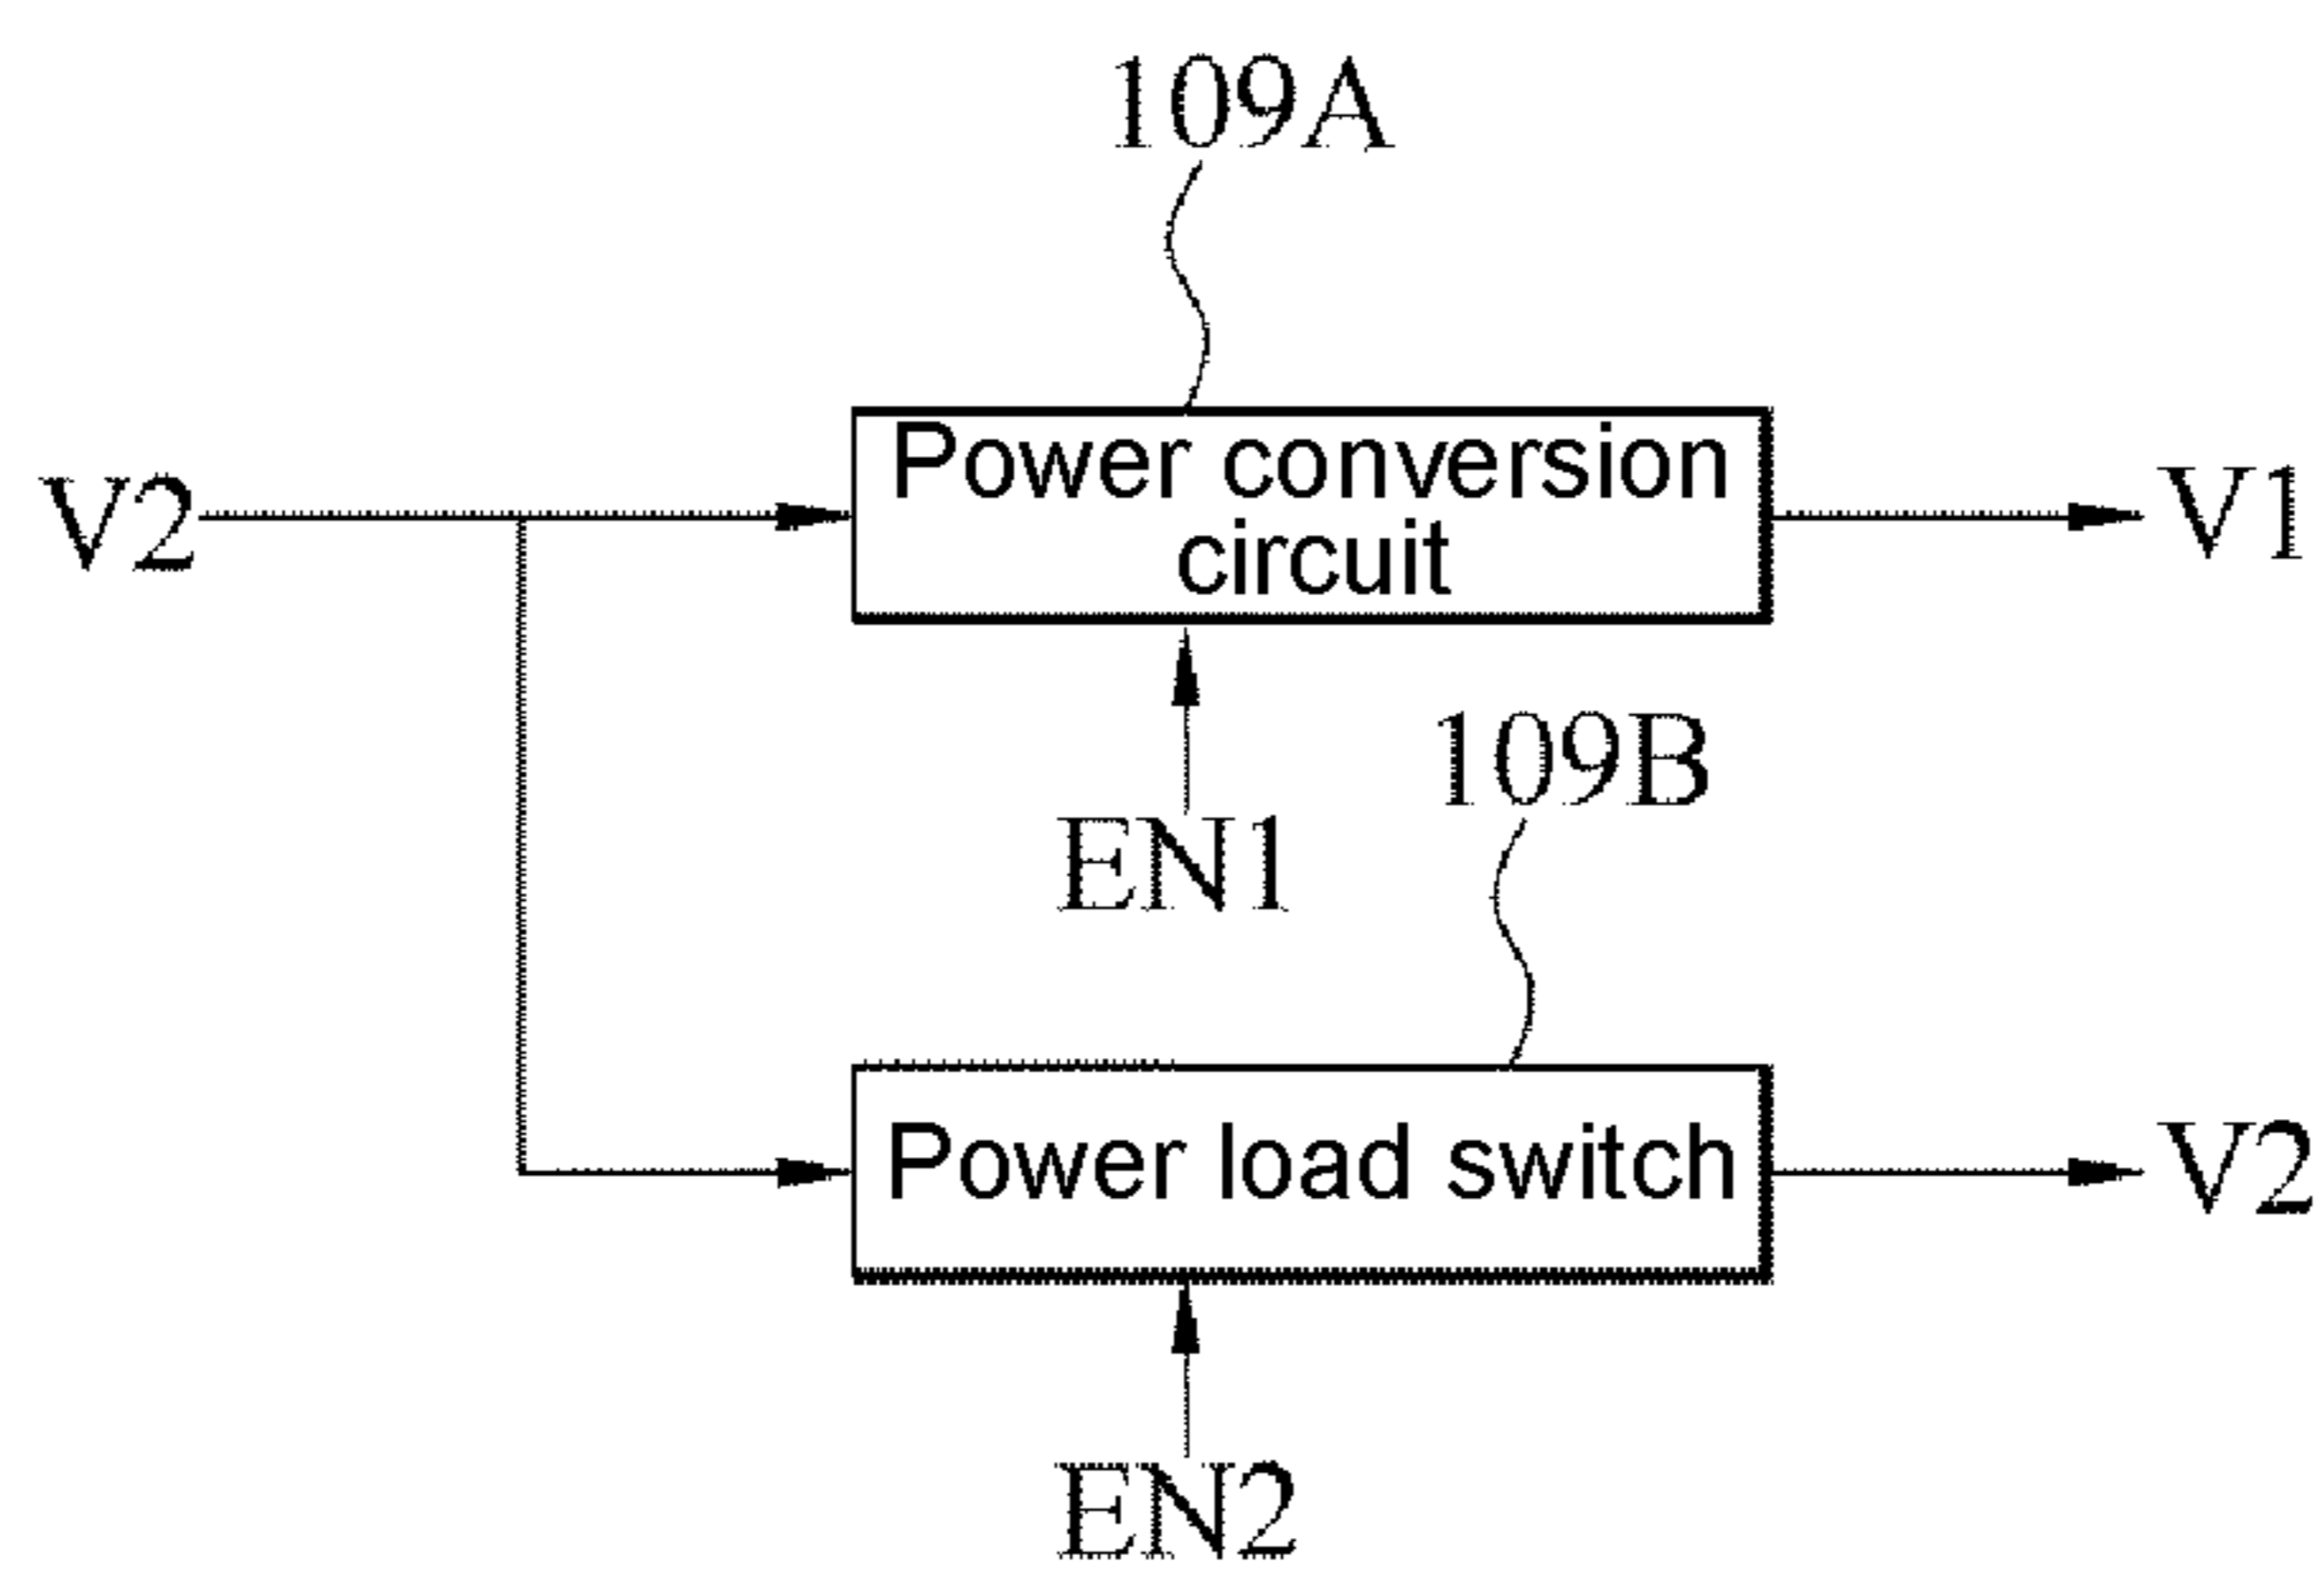 109A
Power conversion
circuit
V2
V1
EN1
109B
Power load switch
V2
EN2